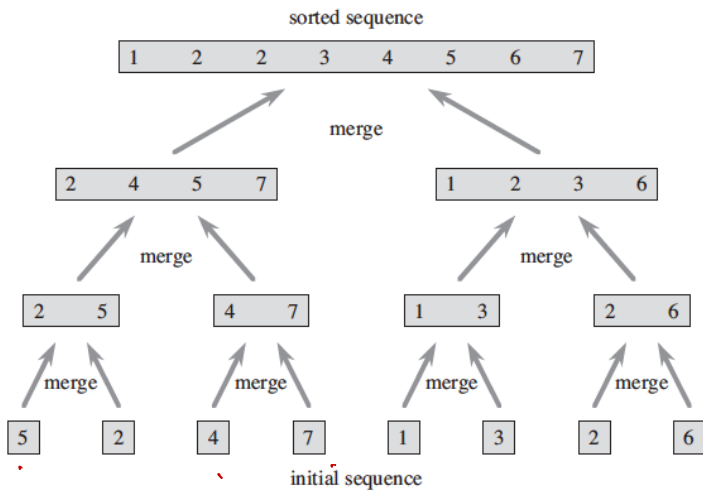 sorted sequence
1 2 2 3 4 5 6 7
merge
2 4 5 7 1 2 3 6
merge merge
2 5 4 7 1 3 2 6
merge merge merge merge
5 2 4 7 1 3 2 6
initial sequence